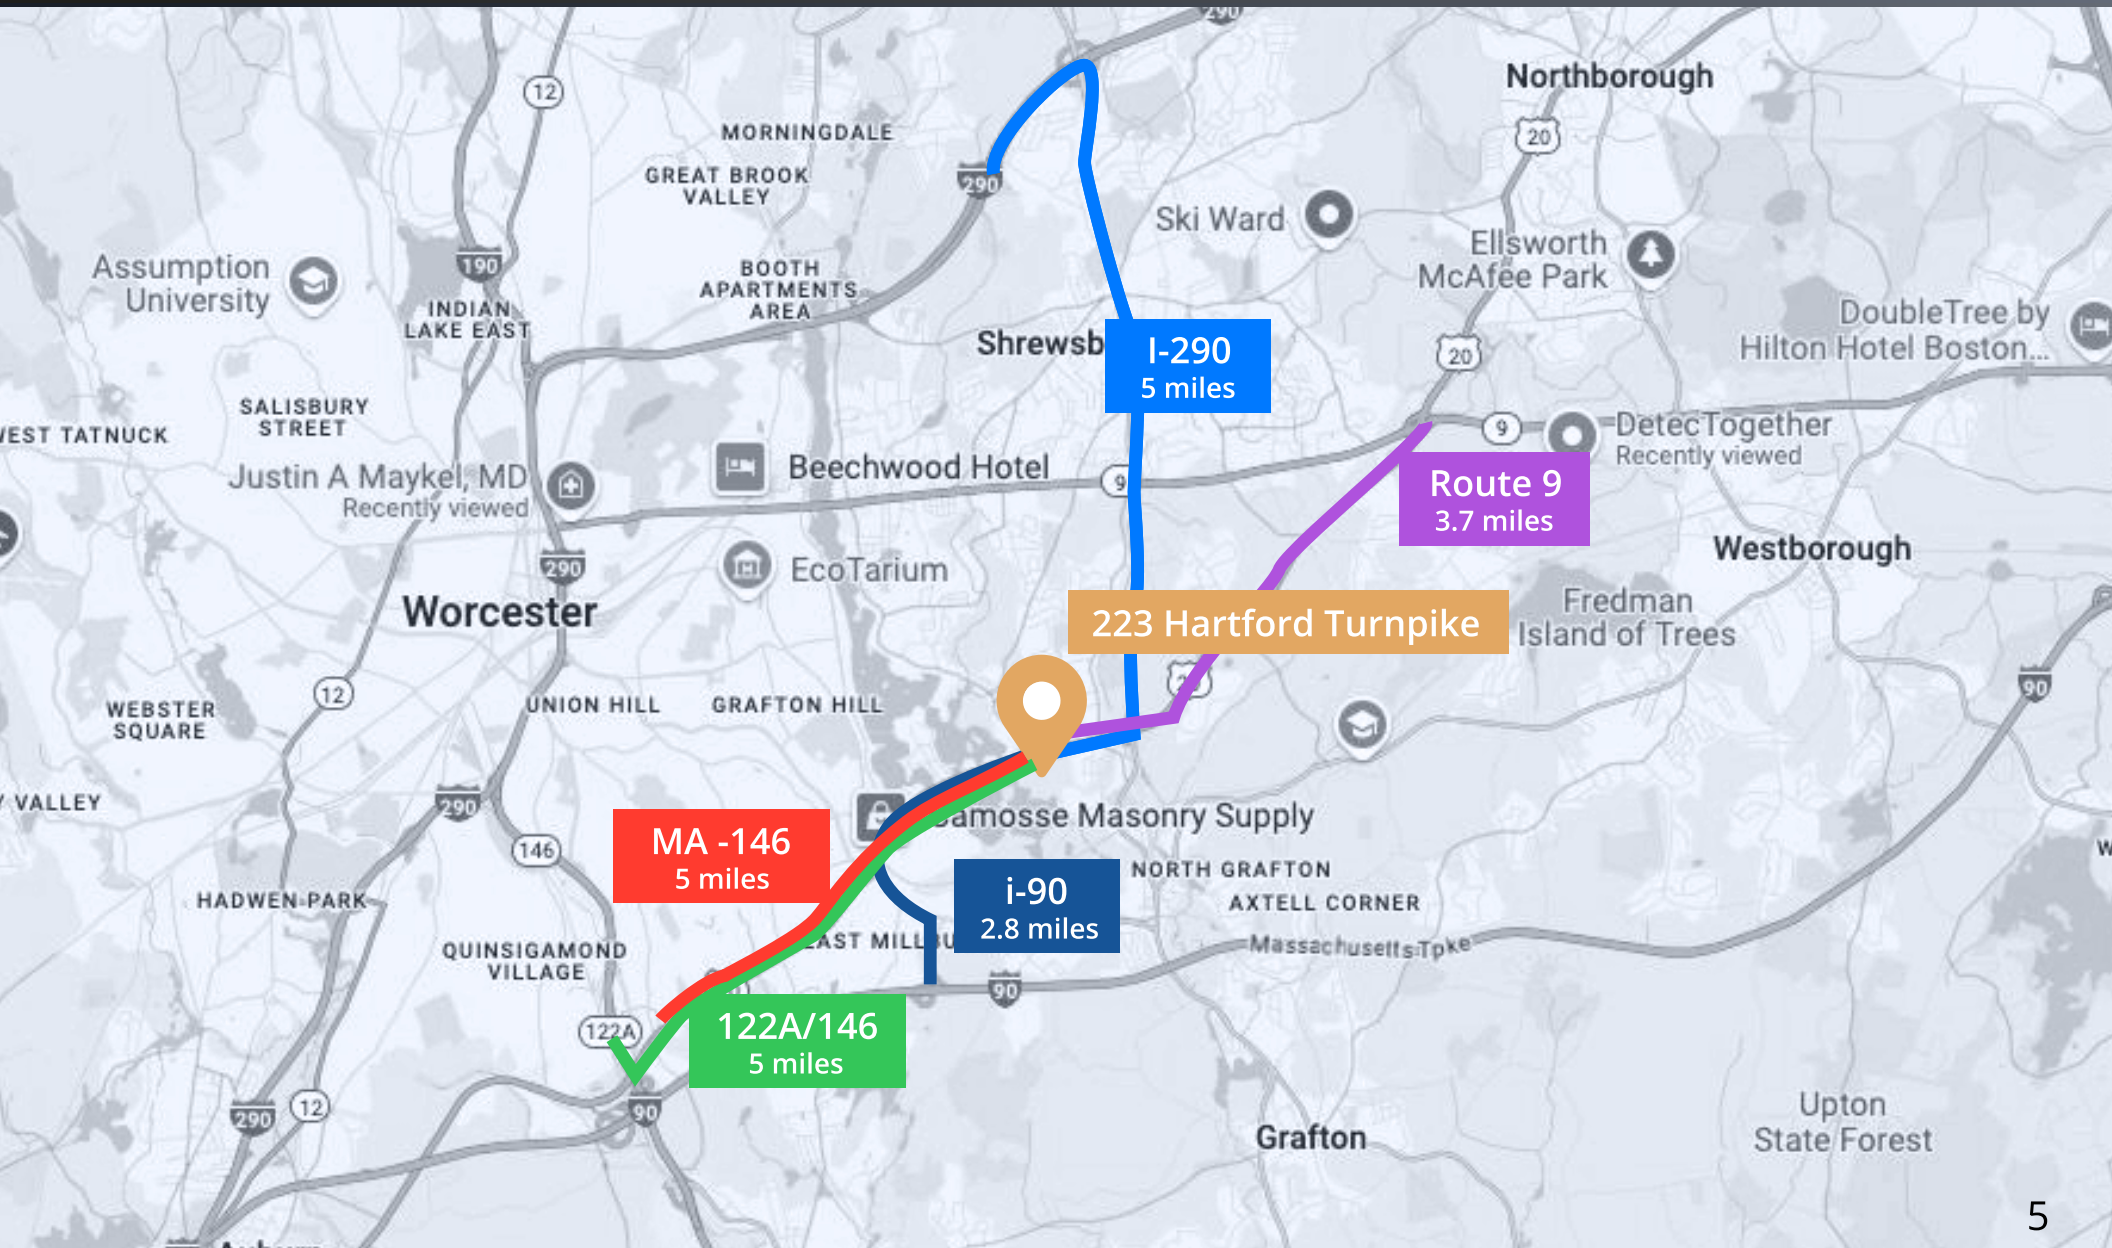 290
12
Northborough
20
MORNINGDALE
GREAT BROOK
VALLEY
290
Ski Ward
Ellsworth
McAfee Park
190
Assumption
University
BOOTH
APARTMENTS
AREA
INDIAN
LAKE EAST
DoubleTree by
Hilton Hotel Boston...
Shrewsb
I-290
5 miles
20
SALISBURY
STREET
EST TATNUCK
9
DetecTogether
Recently viewed
Justin A Maykel, MD
Recently viewed
Beechwood Hotel
9
Route 9
3.7 miles
Westborough
290
EcoTarium
Worcester
223 Hartford Turnpike
Fredman
Island of Trees
12
90
WEBSTER
SQUARE
UNION HILL
GRAFTON HILL
VALLEY
290
146
MA -146
5 miles
amosse Masonry Supply
NORTH GRAFTON
i-90
2.8 miles
AXTELL CORNER
HADWEN PARK
QUINSIGAMOND
VILLAGE
EAST MILLBU
Massachusetts Tpke
90
122A
122A/146
5 miles
290
12
90
Upton
State Forest
Grafton
5